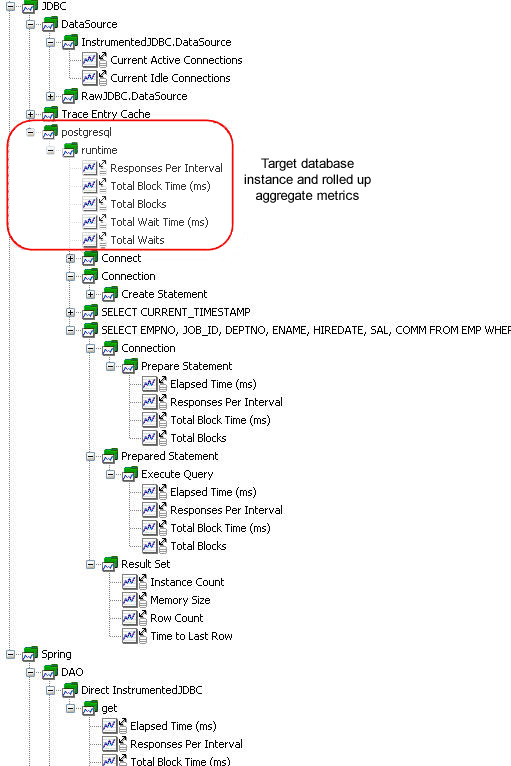 JDBC
DataSource
InstrumentedJDBC.DataSource
Current Active Connections
Current Idle Connections
RawJDBC.DataSource
Trace Entry Cache
postgresql
runtime
Responses Per Interval
Total Block Time (ms)
Total Blocks
Total Wait Time (ms)
Total Waits
Target database
instance and rolled up
aggregate metrics
Connect
Connection
Create Statement
SELECT CURRENT_TIMESTAMP
SELECT EMPNO, JOB_ID, DEPTNO, ENAME, HIREDATE, SAL, COMM FROM EMP WHER
Connection
Prepare Statement
Elapsed Time (ms)
Responses Per Interval
Total Block Time (ms)
Total Blocks
Prepared Statement
Execute Query
Elapsed Time (ms)
Responses Per Interval
Total Block Time (ms)
Total Blocks
Result Set
Instance Count
Memory Size
Row Count
Time to Last Row
Spring
DAO
Direct InstrumentedJDBC
get
Elapsed Time (ms)
Responses Per Interval
Total Block Time (ms)